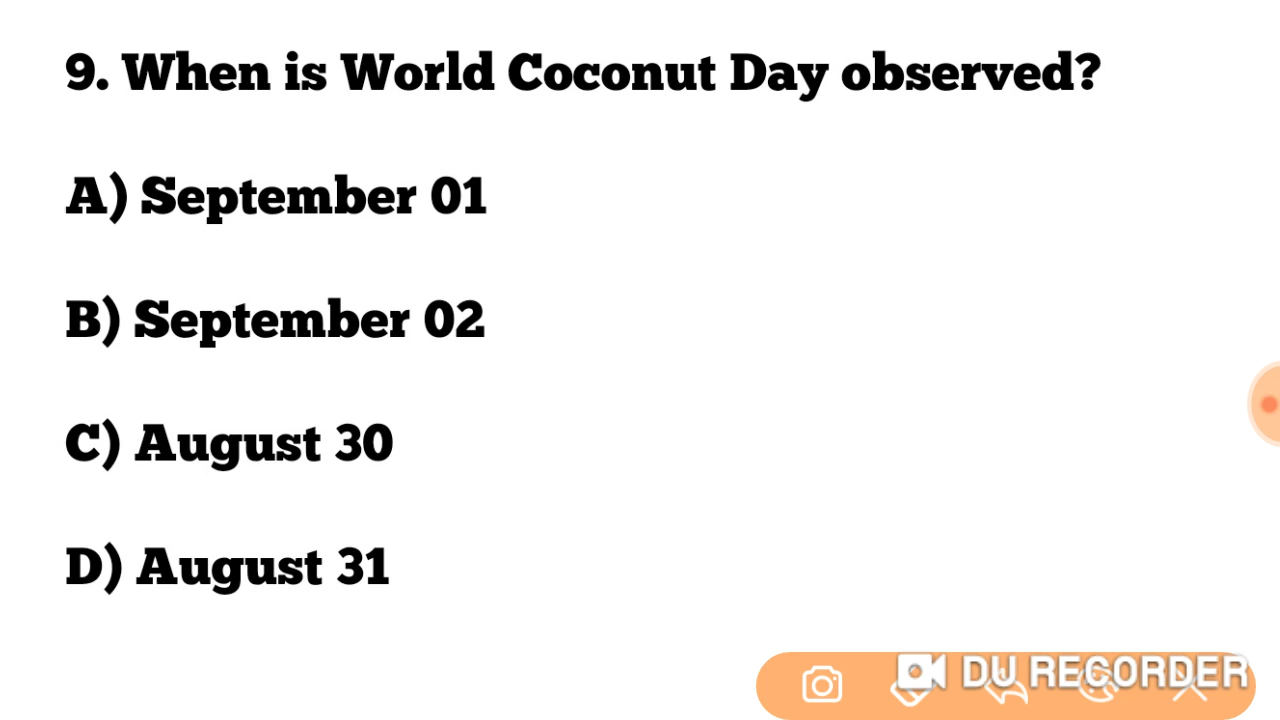 9. When is World Coconut Day observed?
A) September 01
B) September 02
C) August 30
D) August 31
DU RECORDER